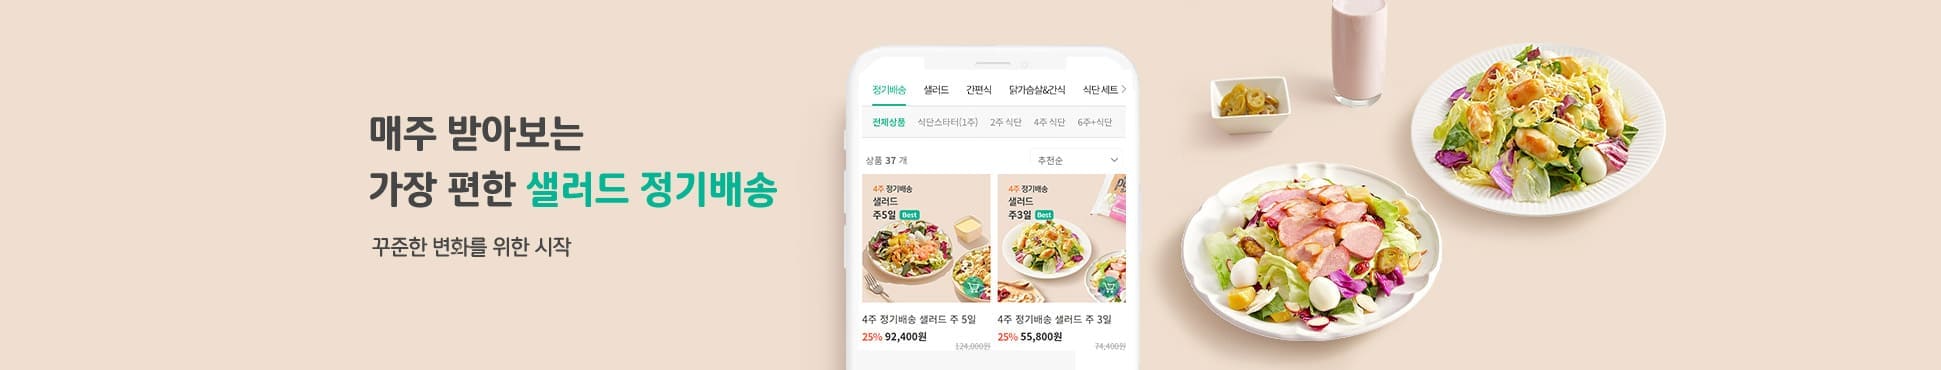 매주 받아보는
가장 편한 샐러드 정기배송
꾸준한 변화를 위한 시작
정기배송 샐러드 간편식 닭가슴살&간식 식단 세트
전체상품 식단스타터(1주) 2주 식단 4주 식단 6주+식단
상품 37 개 추천순
4주 정기배송
샐러드
주5일 Best
4주 정기배송
샐러드
주3일 Best
4주 정기배송 샐러드 주 5일
25% 92,400원
124,000원
4주 정기배송 샐러드 주 3일
25% 55,800원
74,400원